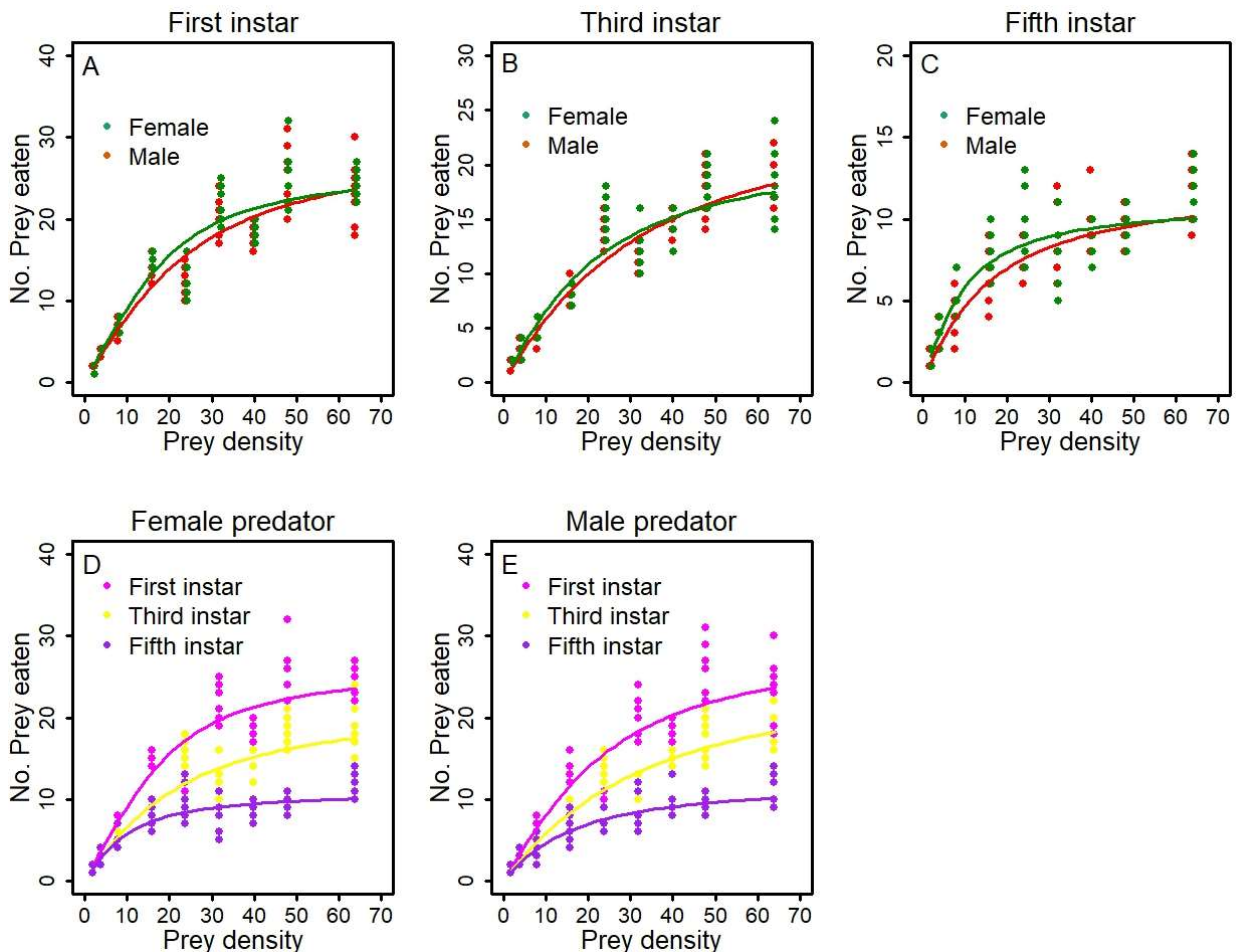 First instar
Third instar
Fifth instar
A
B
C
Female
Male
Female
Male
Female
Male
No. Prey eaten
No. Prey eaten
No. Prey eaten
0 10 20 30 40
0 5 10 15 20 25 30
0 5 10 15 20
0 10 20 30 40 50 60 70
0 10 20 30 40 50 60 70
0 10 20 30 40 50 60 70
Prey density
Prey density
Prey density
Female predator
Male predator
D
E
First instar
Third instar
Fifth instar
First instar
Third instar
Fifth instar
No. Prey eaten
No. Prey eaten
0 10 20 30 40
0 10 20 30 40
0 10 20 30 40 50 60 70
0 10 20 30 40 50 60 70
Prey density
Prey density